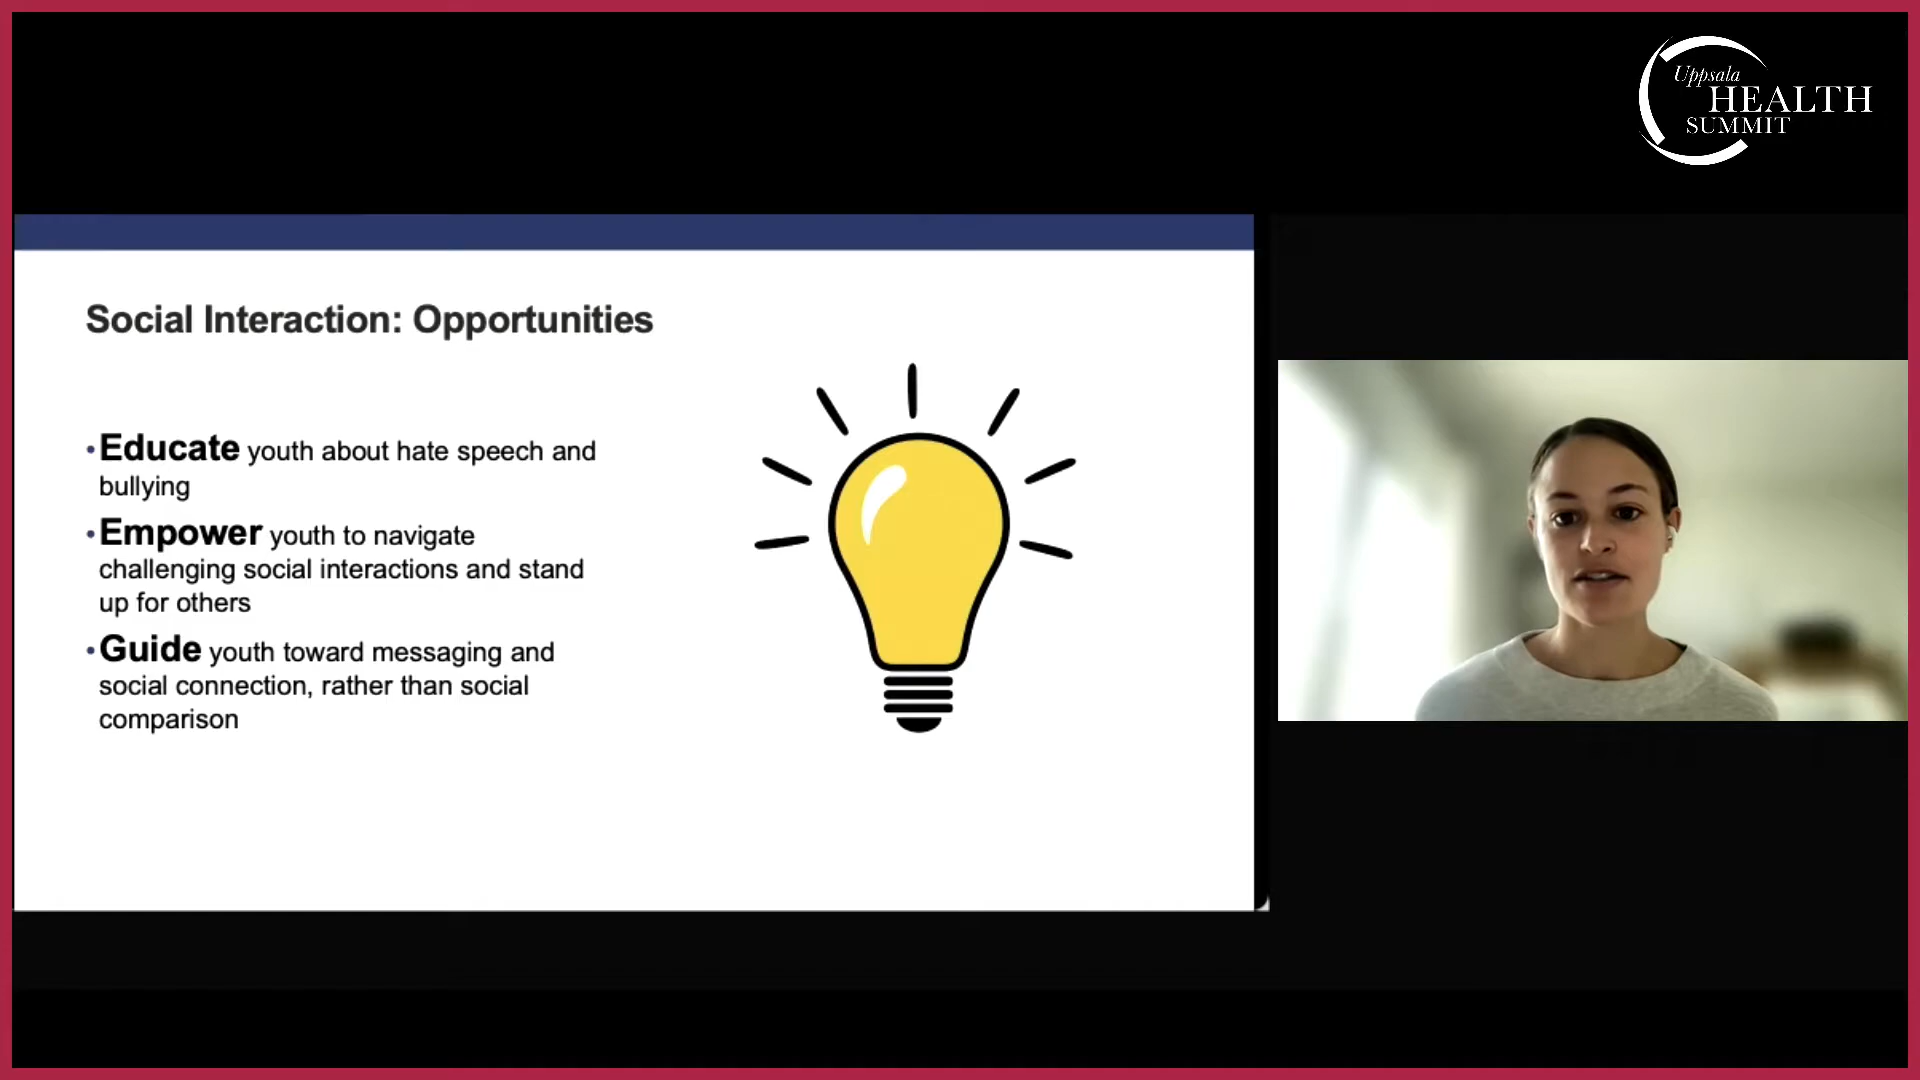 Uppsala
HEALTH
SUMMIT
Social Interaction: Opportunities
•Educate youth about hate speech and
bullying
•Empower youth to navigate
challenging social interactions and stand
up for others
•Guide youth toward messaging and
social connection, rather than social
comparison